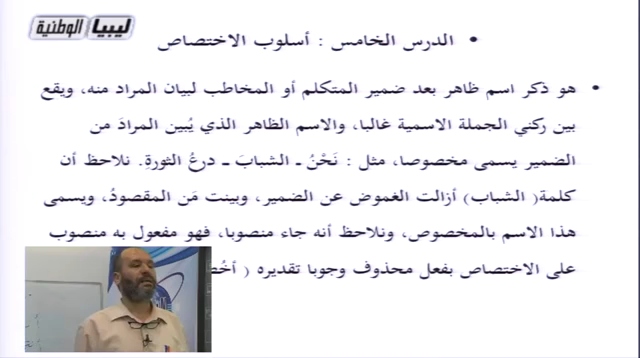 ليبيا الوطنية
• الدرس الخامس : أسلوب الاختصاص
• هو ذكر اسم ظاهر بعد ضمير المتكلم أو المخاطب لبيان المراد منه، ويقع
بين ركني الجملة الاسمية غالبا، والاسم الظاهر الذي يُبين المرادَ من
الضمير يسمى مخصوصا، مثل : نَحْنُ ـ الشبابَ ـ درعُ الثورةِ. نلاحظ أن
كلمة( الشباب) أزالت الغموض عن الضمير، وبينت مَن المقصودُ، ويسمى
هذا الاسم بالمخصوص، ونلاحظ أنه جاء منصوبا، فهو مفعول به منصوب
على الاختصاص بفعل محذوف وجوبا تقديره (